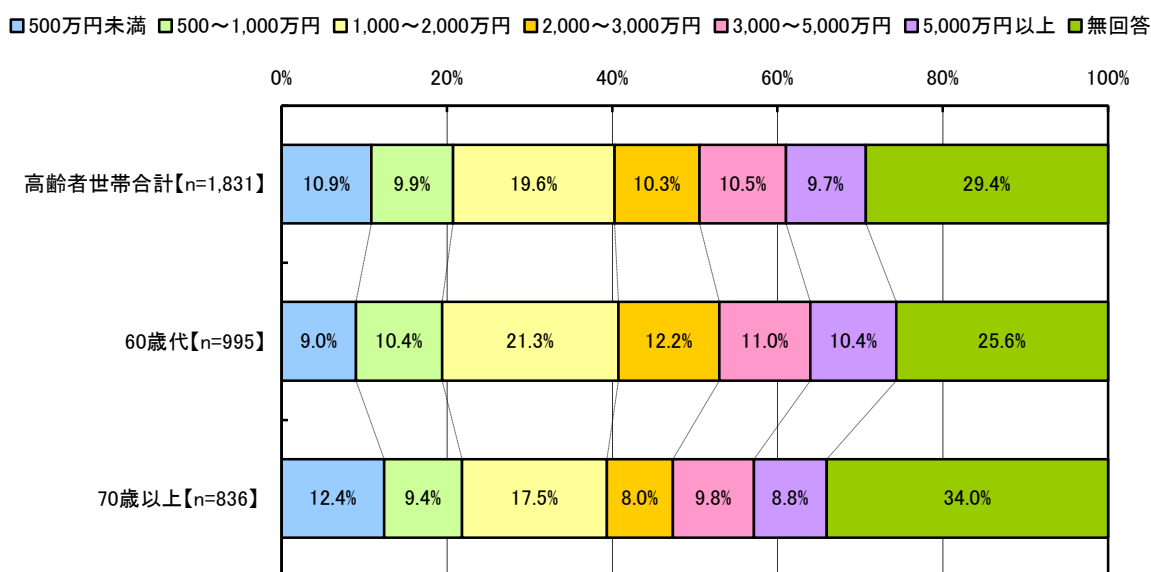 500万円未満 500~1,000万円 1,000~2,000万円 2,000~3,000万円 3,000~5,000万円 5,000万円以上 無回答
0% 20% 40% 60% 80% 100%
高齢者世帯合計【n=1,831】 10.9% 9.9% 19.6% 10.3% 10.5% 9.7% 29.4%
60歳代【n=995】 9.0% 10.4% 21.3% 12.2% 11.0% 10.4% 25.6%
70歳以上【n=836】 12.4% 9.4% 17.5% 8.0% 9.8% 8.8% 34.0%